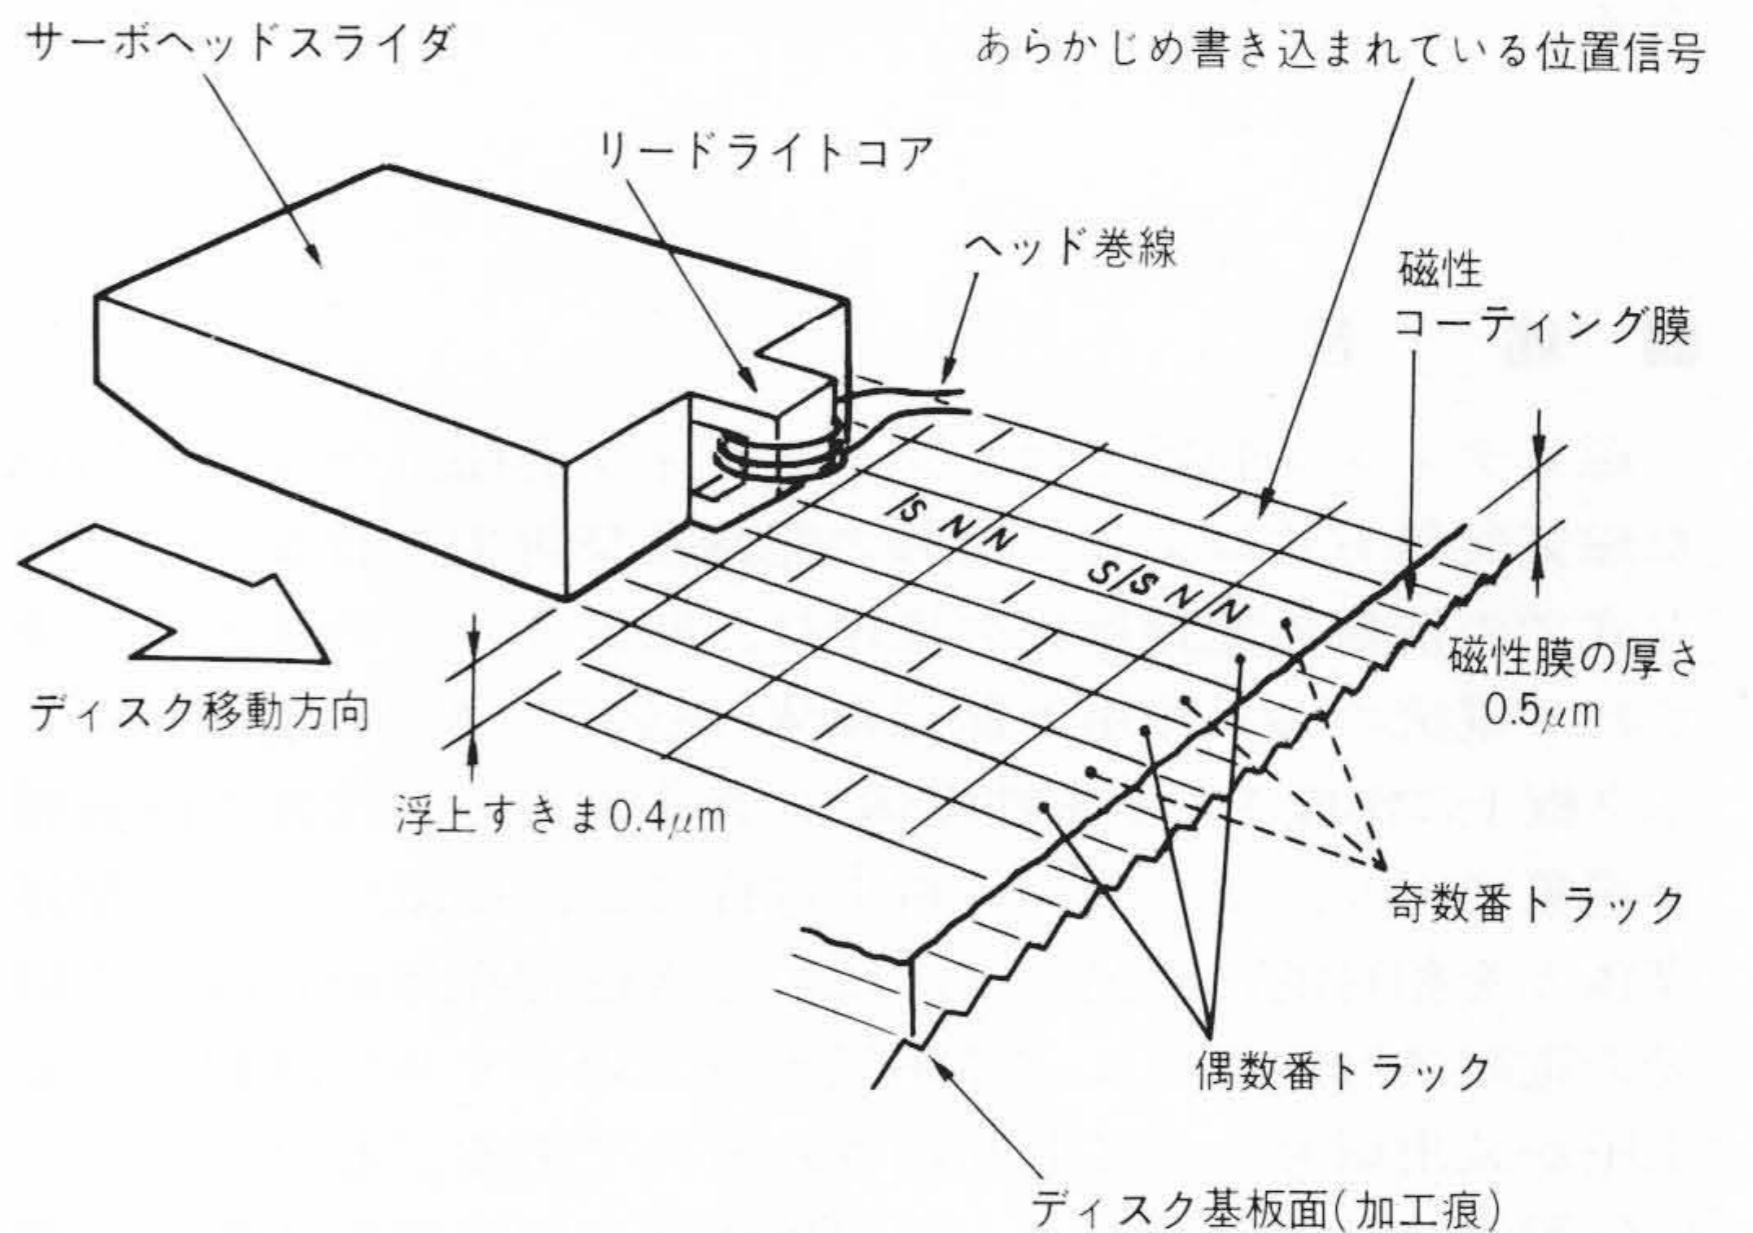 サーボヘッドスライダ
あらかじめ書き込まれている位置信号
リードライトコア
ヘッド巻線
磁性
コーティング膜
S N N
S S N N
磁性膜の厚さ
0.5μm
ディスク移動方向
浮上すきま0.4μm
奇数番トラック
偶数番トラック
ディスク基板面(加工痕)